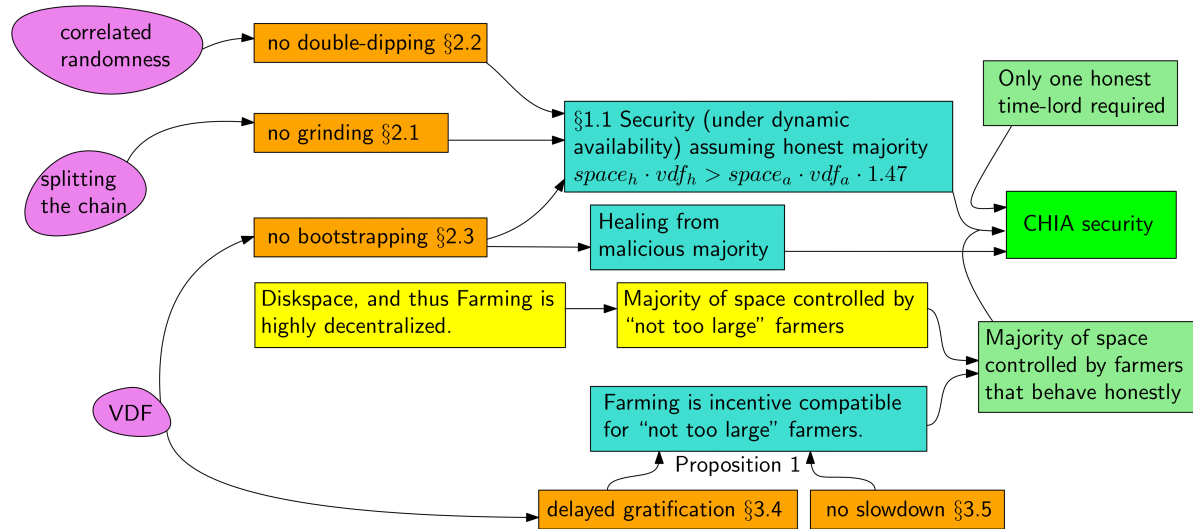 correlated
randomness
no double-dipping §2.2
Only one honest
time-lord required
no grinding §2.1
§1.1 Security (under dynamic
availability) assuming honest majority
space_h · vdf_h > space_a · vdf_a · 1.47
splitting
the chain
no bootstrapping §2.3
Healing from
malicious majority
CHIA security
Diskspace, and thus Farming is
highly decentralized.
Majority of space controlled by
“not too large” farmers
Majority of space
controlled by farmers
that behave honestly
VDF
Farming is incentive compatible
for “not too large” farmers.
Proposition 1
delayed gratification §3.4
no slowdown §3.5